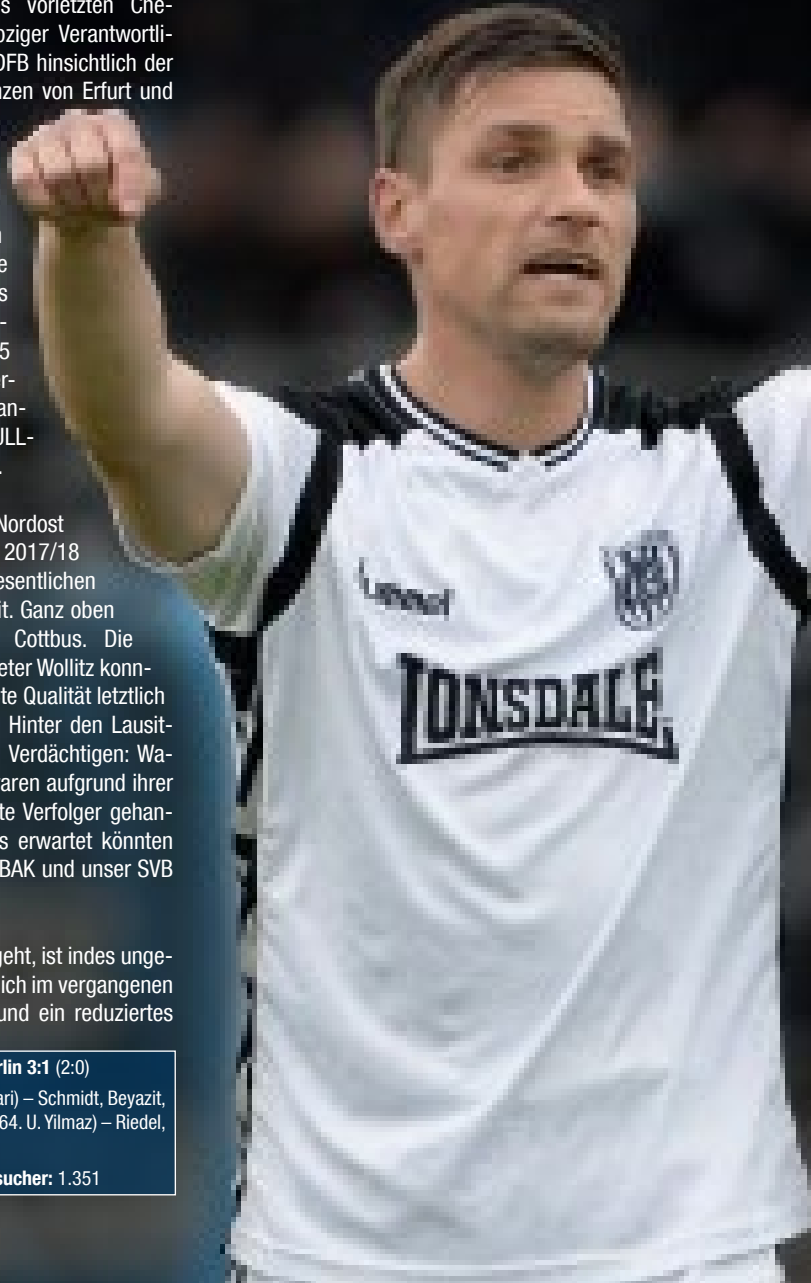 s vorletzten Che-
pziger Verantwortli-
DFB hinsichtlich der
nzen von Erfurt und
e
s
-
5
er-
an-
ULL-
.
Nordost
2017/18
esentlichen
it. Ganz oben
Cottbus. Die
eter Wollitz konn-
te Qualität letztlich
Hinter den Lausit-
Verdächtigen: Wa-
aren aufgrund ihrer
te Verfolger gehan-
s erwartet könnten
BAK und unser SVB
geht, ist indes unge-
ich im vergangenen
und ein reduziertes
rlin 3:1 (2:0)
ari) – Schmidt, Beyazit,
64. U. Yilmaz) – Riedel,
sucher: 1.351
hummel
LONSDALE